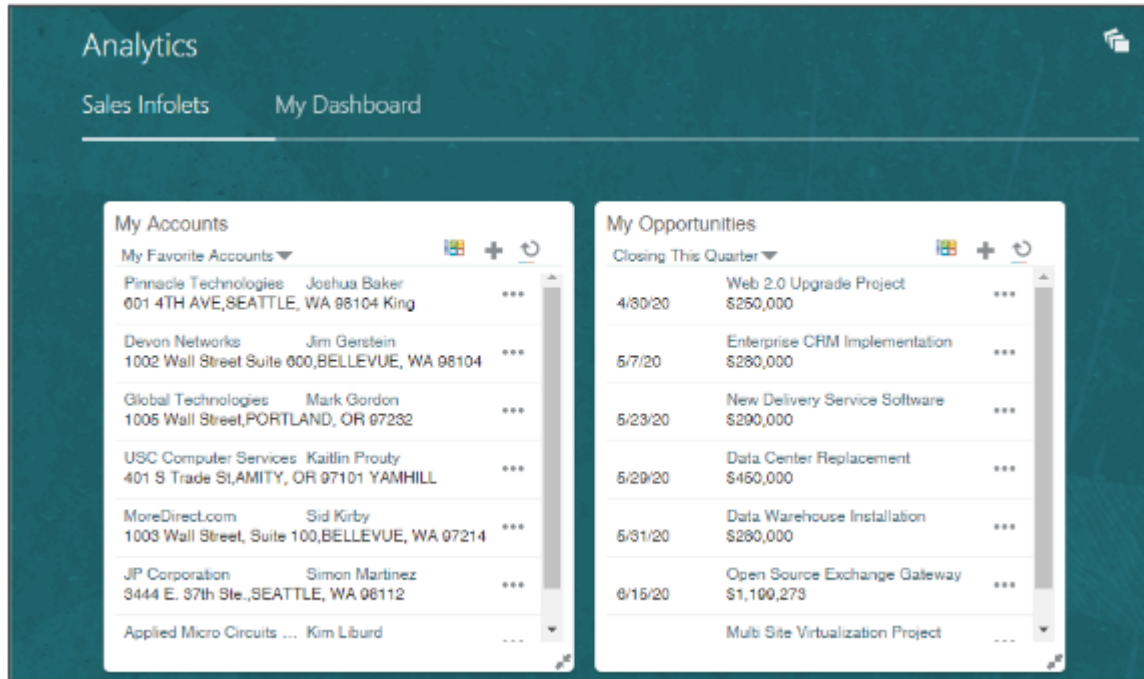 Analytics
Sales Infolets My Dashboard
My Accounts
My Favorite Accounts
Pinnacle Technologies Joshua Baker
601 4TH AVE,SEATTLE, WA 98104 King
Devon Networks Jim Gerstein
1002 Wall Street Suite 600,BELLEVUE, WA 98104
Global Technologies Mark Gordon
1005 Wall Street,PORTLAND, OR 97232
USC Computer Services Kaitlin Prouty
401 S Trade St,AMITY, OR 97101 YAMHILL
MoreDirect.com Sid Kirby
1003 Wall Street, Suite 100,BELLEVUE, WA 97214
JP Corporation Simon Martinez
3444 E. 37th Ste.,SEATTLE, WA 98112
Applied Micro Circuits ... Kim Liburd
My Opportunities
Closing This Quarter
Web 2.0 Upgrade Project
4/30/20 $250,000
Enterprise CRM Implementation
5/7/20 $280,000
New Delivery Service Software
5/23/20 $290,000
Data Center Replacement
5/29/20 $450,000
Data Warehouse Installation
5/31/20 $280,000
Open Source Exchange Gateway
6/15/20 $1,199,273
Multi Site Virtualization Project